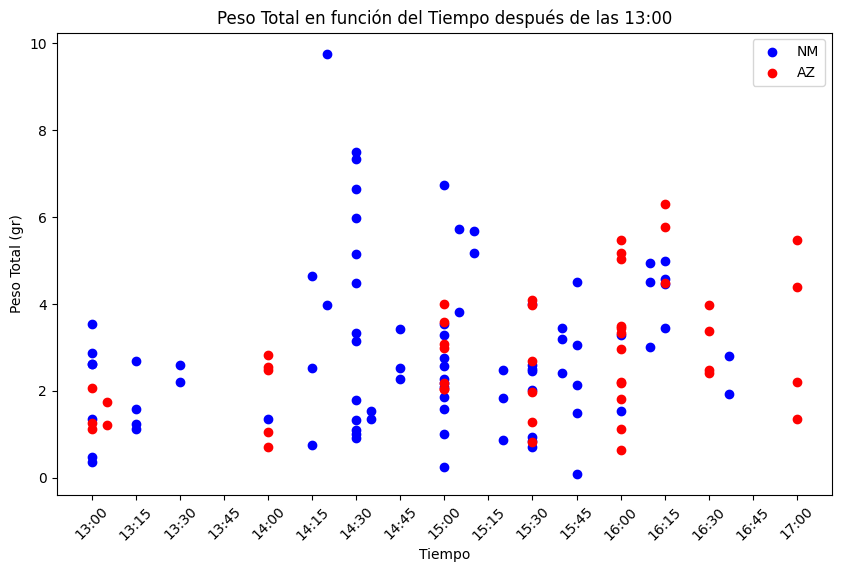 Peso Total en función del Tiempo después de las 13:00
NM
AZ
Peso Total (gr)
10
8
6
4
2
0
13:00 13:15 13:30 13:45 14:00 14:15 14:30 14:45 15:00 15:15 15:30 15:45 16:00 16:15 16:30 16:45 17:00
Tiempo